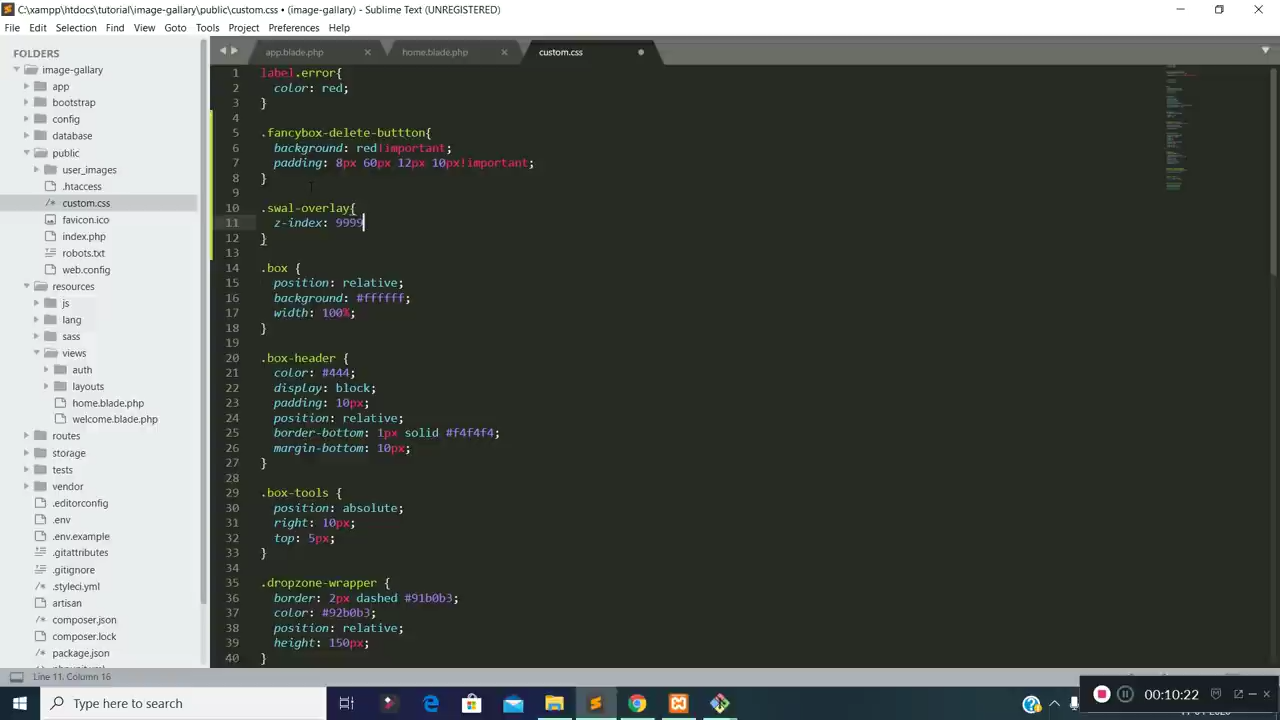 C:\xampp\htdocs\tutorial\image-gallary\public\custom.css • (image-gallary) - Sublime Text (UNREGISTERED)
File Edit Selection Find View Goto Tools Project Preferences Help
FOLDERS
image-gallary
app
bootstrap
config
database
public
user_images
.htaccess
custom.css
favicon.ico
index.php
robots.txt
web.config
resources
js
lang
sass
views
auth
layouts
home.blade.php
welcome.blade.php
routes
storage
tests
vendor
.editorconfig
.env
.env.example
.gitattributes
.gitignore
.styleci.yml
artisan
composer.json
composer.lock
package.json
app.blade.php home.blade.php custom.css
1 label.error{
2 color: red;
3 }
4
5 .fancybox-delete-buttton{
6 background: red!important;
7 padding: 8px 60px 12px 10px!important;
8 }
9
10 .swal-overlay{
11 z-index: 9999
12 }
13
14 .box {
15 position: relative;
16 background: #ffffff;
17 width: 100%;
18 }
19
20 .box-header {
21 color: #444;
22 display: block;
23 padding: 10px;
24 position: relative;
25 border-bottom: 1px solid #f4f4f4;
26 margin-bottom: 10px;
27 }
28
29 .box-tools {
30 position: absolute;
31 right: 10px;
32 top: 5px;
33 }
34
35 .dropzone-wrapper {
36 border: 2px dashed #91b0b3;
37 color: #92b0b3;
38 position: relative;
39 height: 150px;
40 }
Line 11, Column 16
Type here to search
00:10:22